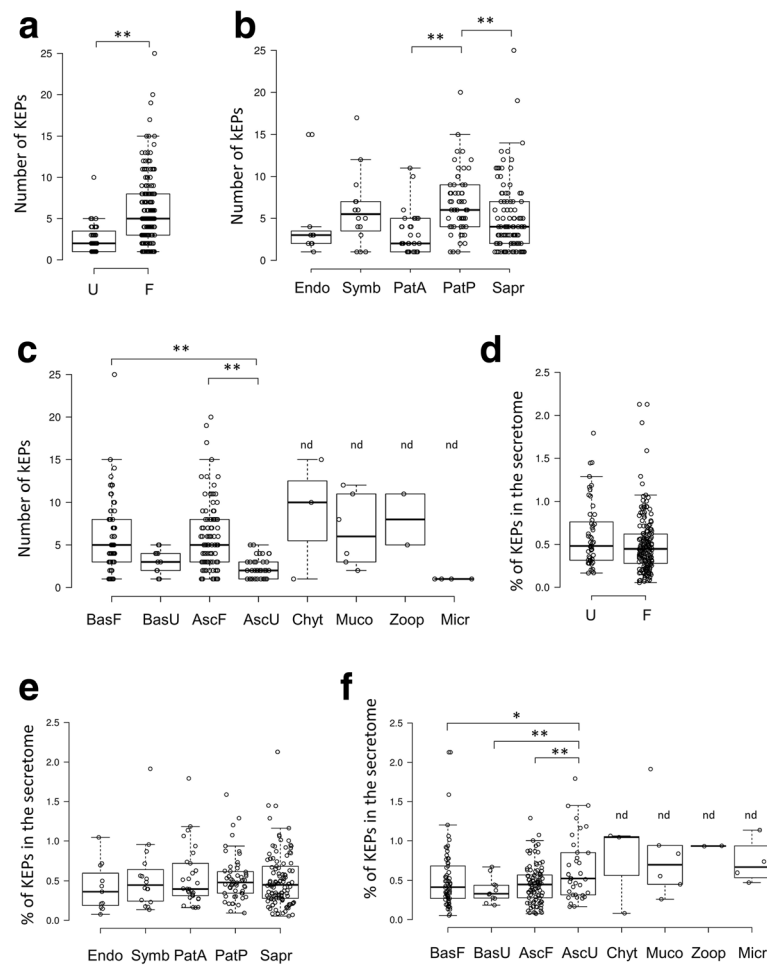 a
**
25
20
15
10
5
0
Number of KEPs
U F
b
** **
25
20
15
10
5
0
Number of kEPs
Endo Symb PatA PatP Sapr
c
**
**
25
20
15
10
5
0
Number of kEPs
nd nd nd nd
BasF BasU AscF AscU Chyt Muco Zoop Micr
d
2.5
2.0
1.5
1.0
0.5
0.0
% of KEPs in the secretome
U F
e
2.5
2.0
1.5
1.0
0.5
0.0
% of KEPs in the secretome
Endo Symb PatA PatP Sapr
f
*
**
**
2.5
2.0
1.5
1.0
0.5
0.0
% of KEPs in the secretome
nd nd nd nd
BasF BasU AscF AscU Chyt Muco Zoop Micr